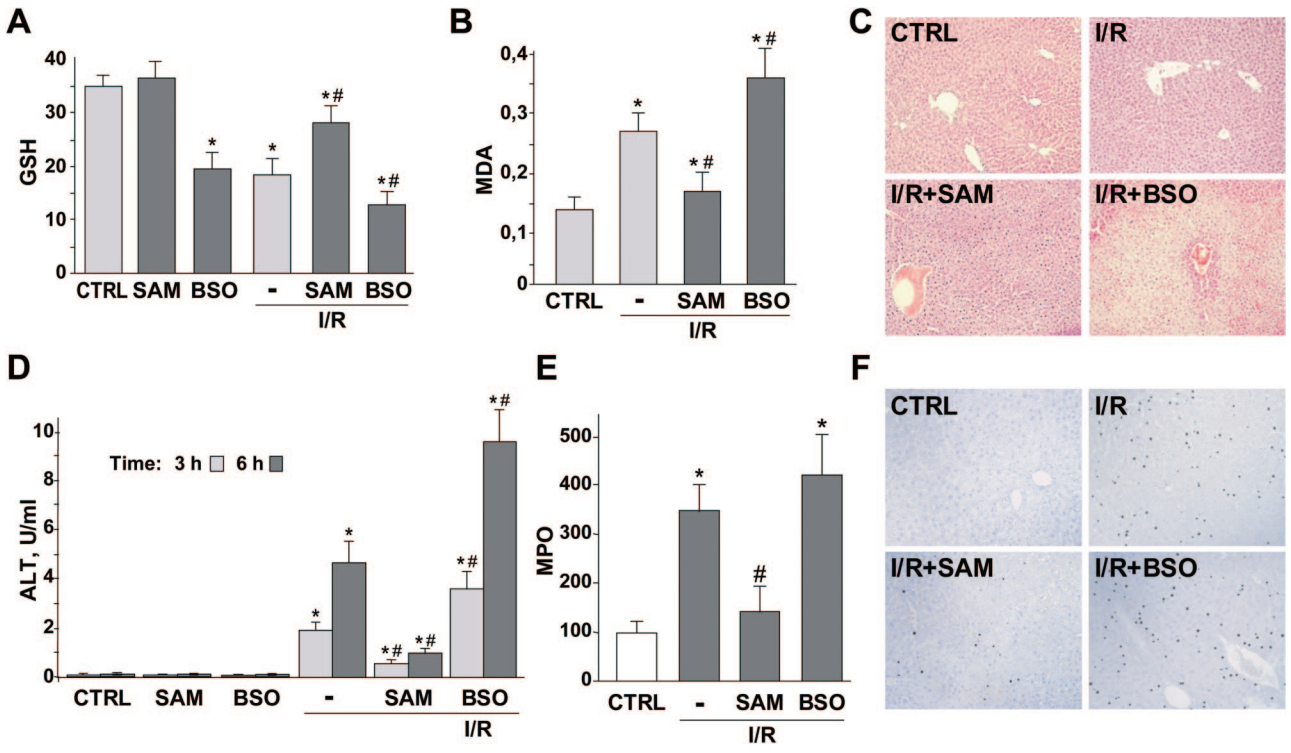 A
GSH
40
30
20
10
0
*
*
*#
*#
CTRL SAM BSO - SAM BSO
I/R
B
MDA
0,4
0,3
0,2
0,1
0
*
*#
*#
CTRL - SAM BSO
I/R
C
CTRL
I/R
I/R+SAM
I/R+BSO
D
ALT, U/ml
10
8
6
4
2
0
Time: 3 h 6 h
*
*
*#
*#
*#
*#
CTRL SAM BSO - SAM BSO
I/R
E
MPO
500
400
300
200
100
0
*
#
*
CTRL - SAM BSO
I/R
F
CTRL
I/R
I/R+SAM
I/R+BSO